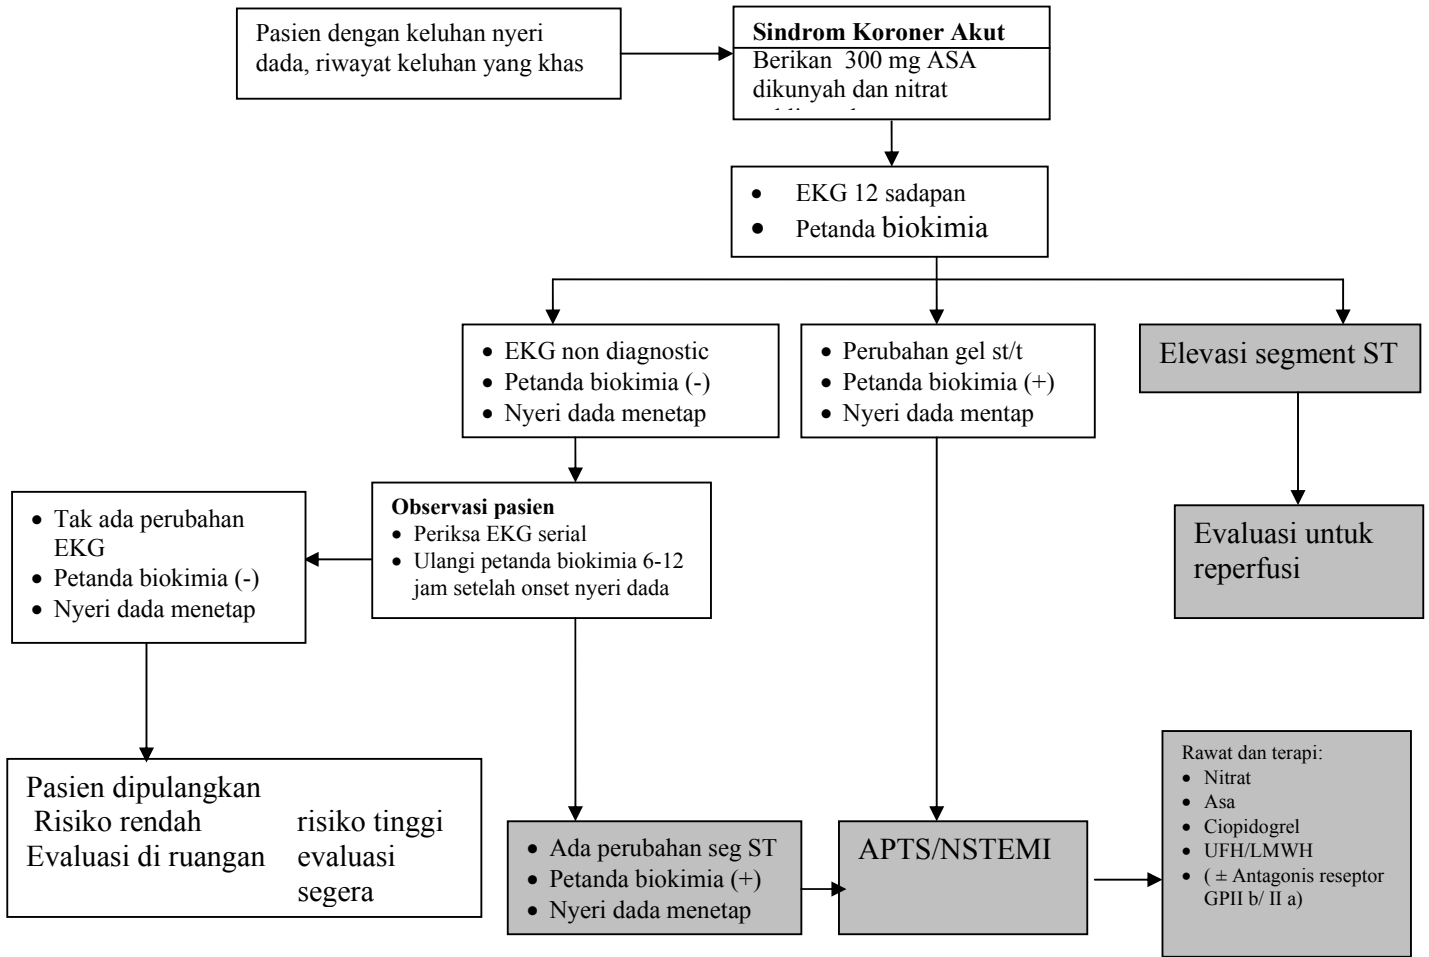 Pasien dengan keluhan nyeri
dada, riwayat keluhan yang khas
Sindrom Koroner Akut
Berikan  300 mg ASA
dikunyah dan nitrat
• EKG 12 sadapan
• Petanda biokimia
• EKG non diagnostic
• Petanda biokimia (-)
• Nyeri dada menetap
• Perubahan gel st/t
• Petanda biokimia (+)
• Nyeri dada mentap
Elevasi segment ST
• Tak ada perubahan
EKG
• Petanda biokimia (-)
• Nyeri dada menetap
Observasi pasien
• Periksa EKG serial
• Ulangi petanda biokimia 6-12
jam setelah onset nyeri dada
Evaluasi untuk
reperfusi
Pasien dipulangkan
Risiko rendah risiko tinggi
Evaluasi di ruangan evaluasi
segera
• Ada perubahan seg ST
• Petanda biokimia (+)
• Nyeri dada menetap
APTS/NSTEMI
Rawat dan terapi:
• Nitrat
• Asa
• Ciopidogrel
• UFH/LMWH
• ( ± Antagonis reseptor
GPII b/ II a)